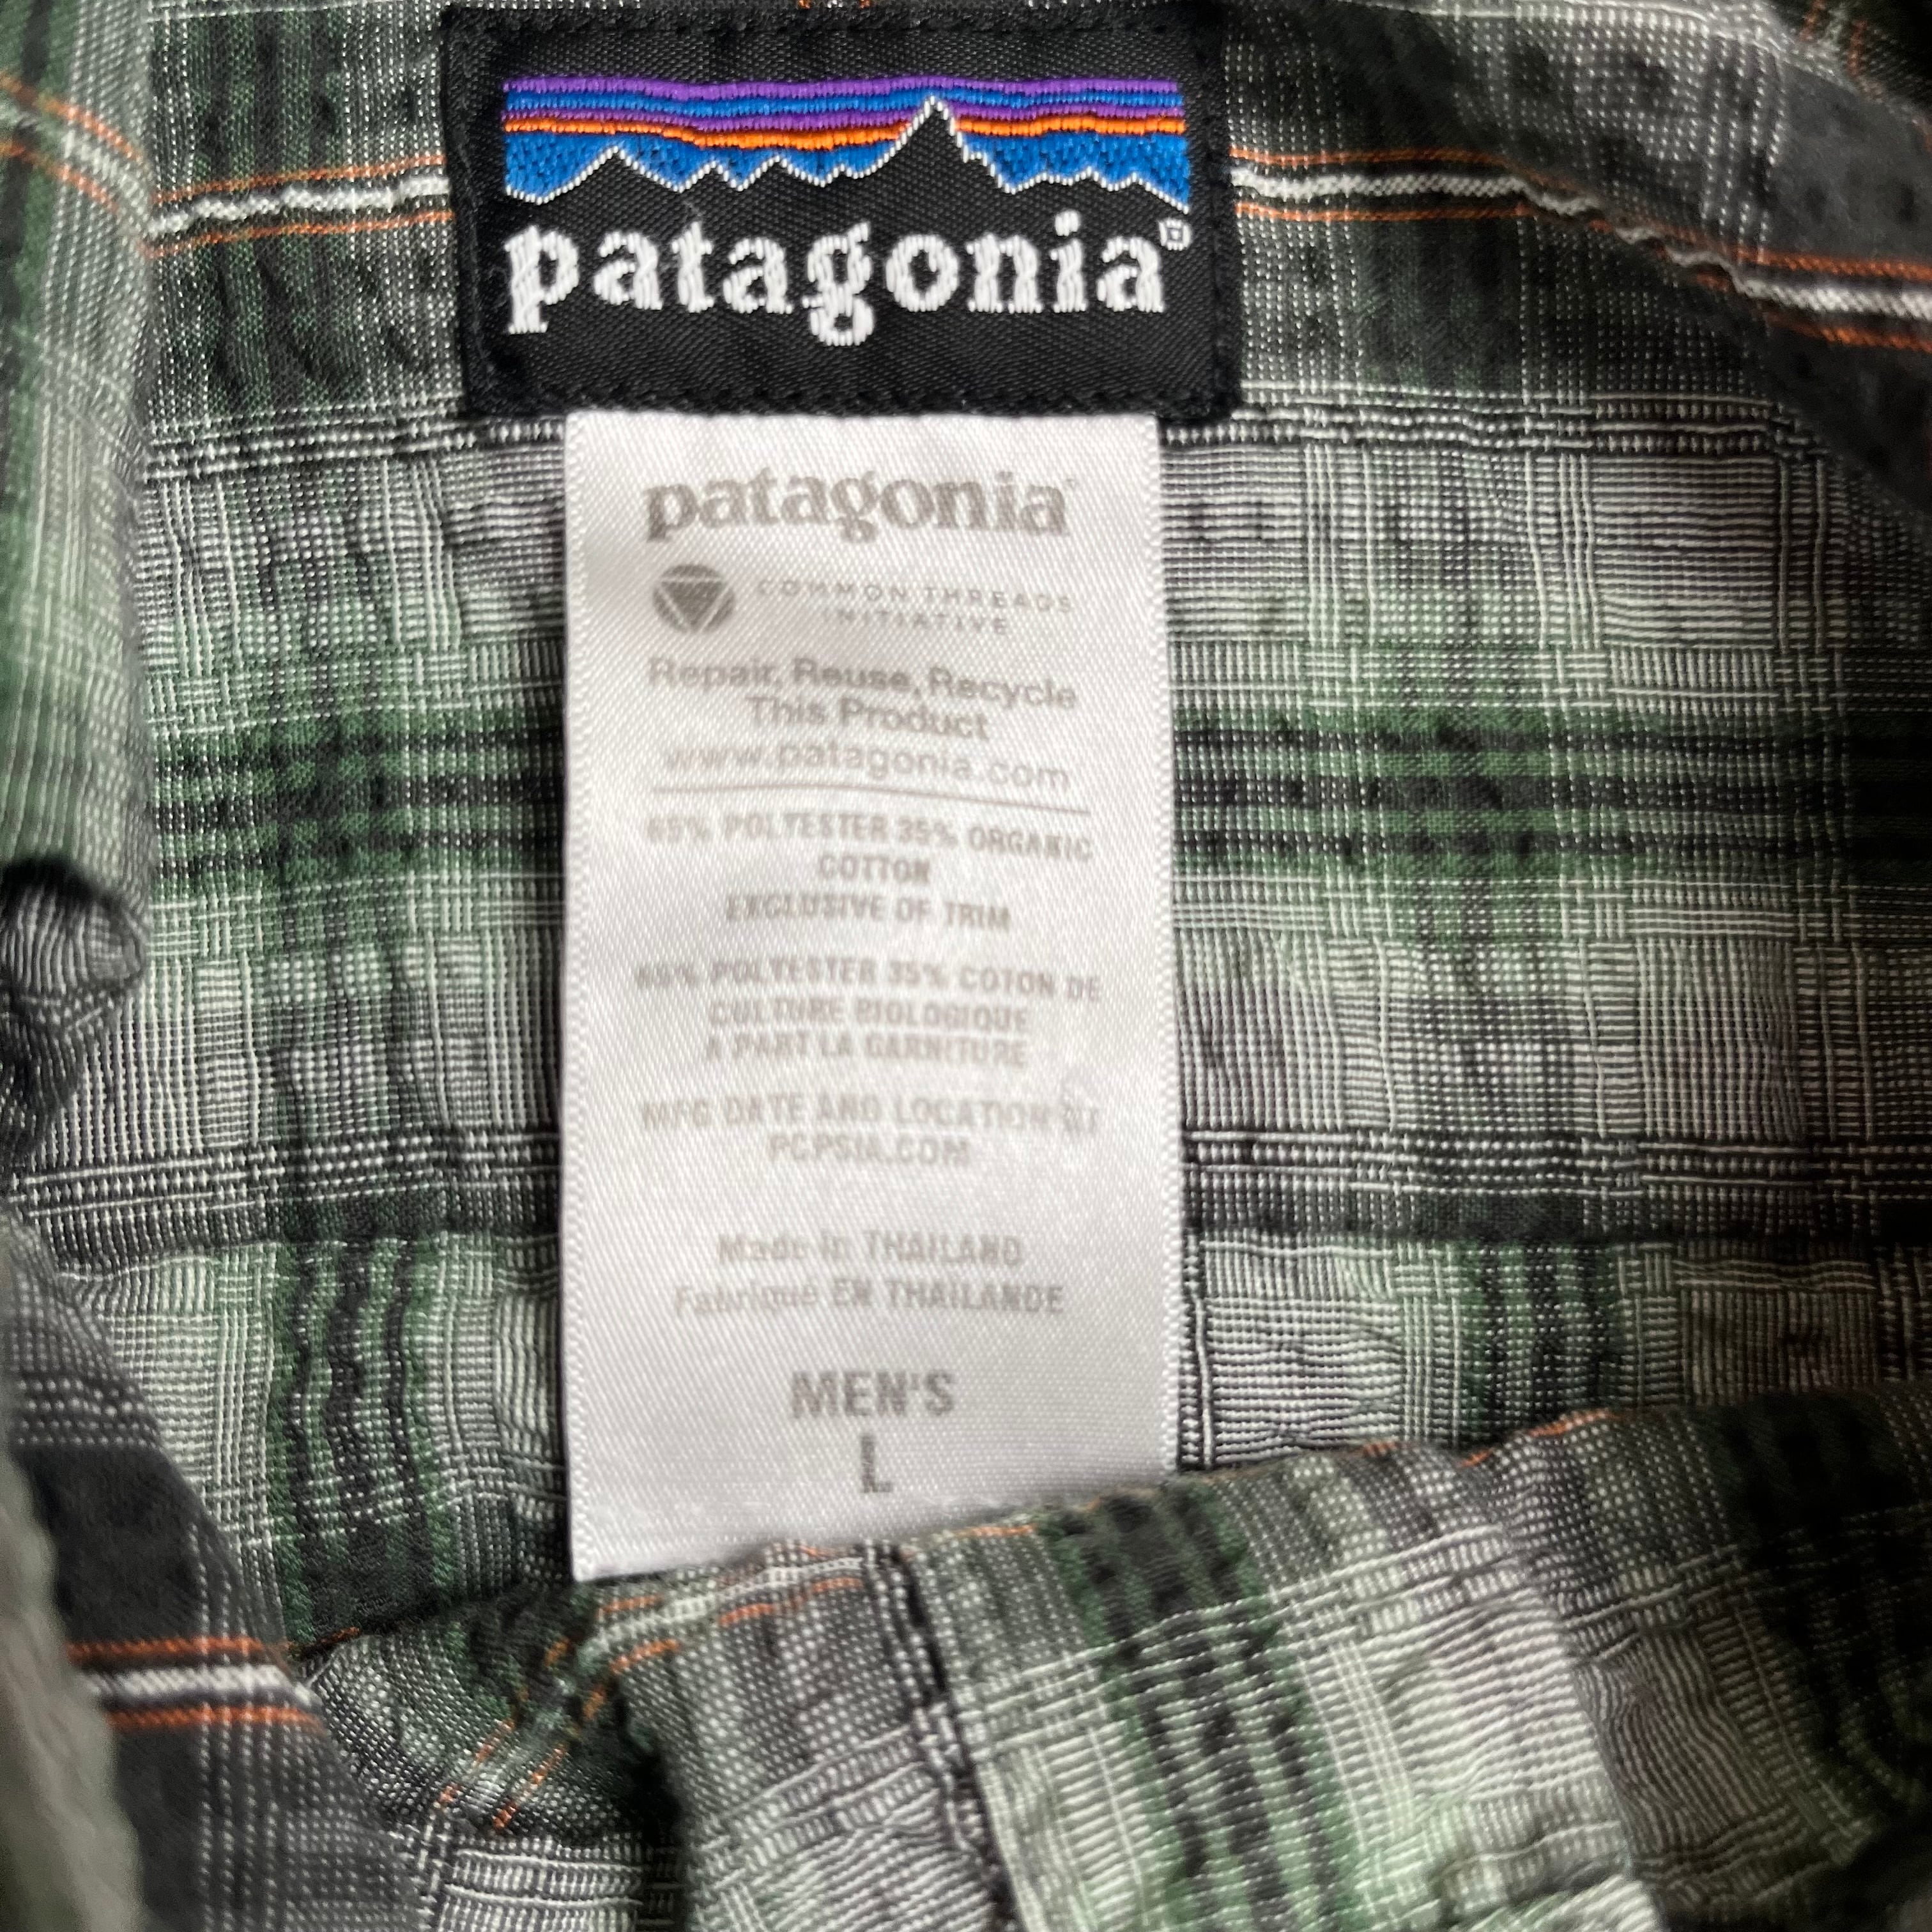 patagonia®
patagonia®
COMMON THREADS
INITIATIVE
Repair, Reuse, Recycle
This Product
www.patagonia.com
65% POLYESTER 35% ORGANIC
COTTON
EXCLUSIVE OF TRIM
65% POLYESTER 35% COTON DE
CULTURE BIOLOGIQUE
A PART LA GARNITURE
MFG DATE AND LOCATION AT
PCPSIA.COM
Made in THAILAND
Fabriqué EN THAILANDE
MEN'S
L